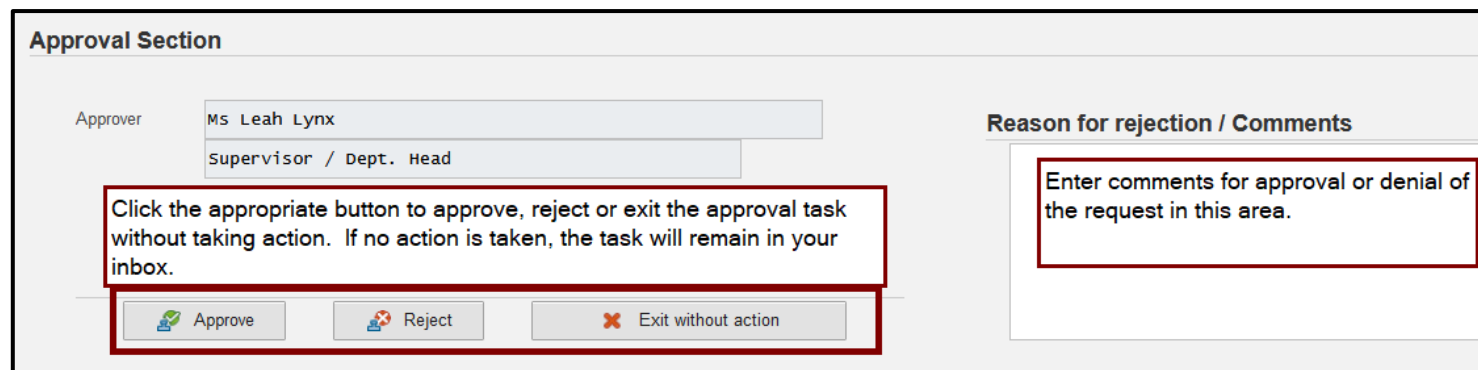 Approval Section
Approver
Ms Leah Lynx
Supervisor / Dept. Head
Click the appropriate button to approve, reject or exit the approval task
without taking action.  If no action is taken, the task will remain in your
inbox.
Approve
Reject
Exit without action
Reason for rejection / Comments
Enter comments for approval or denial of
the request in this area.